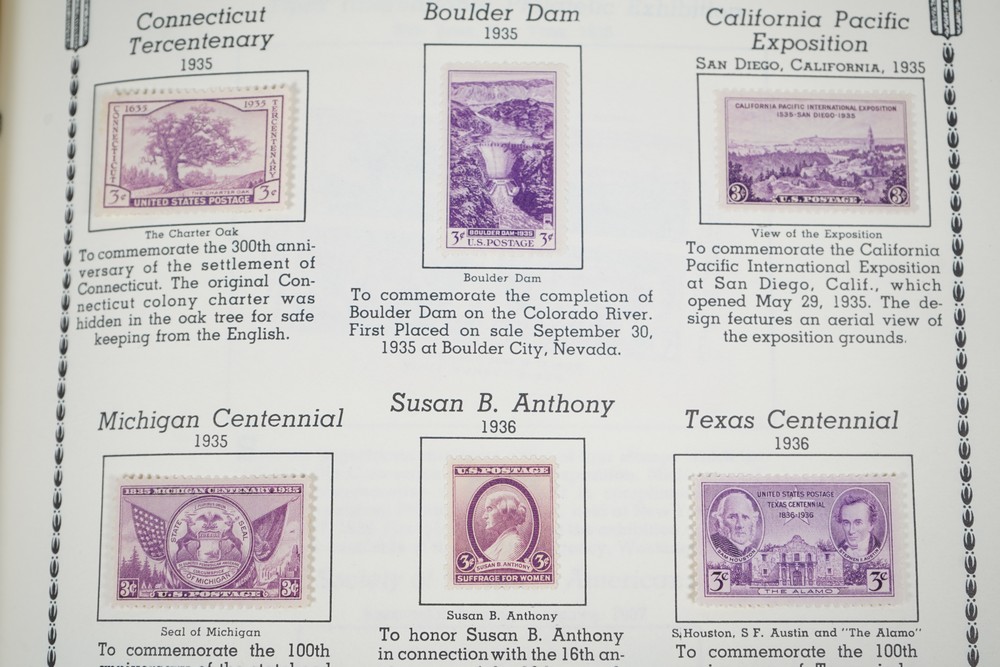 Connecticut
Tercentenary
1935
1635 1935
CONNECTICUT
TERCENTENARY
THE CHARTER OAK
3¢ 3¢
UNITED STATES POSTAGE
The Charter Oak
To commemorate the 300th anni-
versary of the settlement of
Connecticut. The original Con-
necticut colony charter was
hidden in the oak tree for safe
keeping from the English.
Boulder Dam
1935
BOULDER DAM·1935
3¢ U.S. POSTAGE 3¢
Boulder Dam
To commemorate the completion of
Boulder Dam on the Colorado River.
First Placed on sale September 30,
1935 at Boulder City, Nevada.
California Pacific
Exposition
SAN DIEGO, CALIFORNIA, 1935
CALIFORNIA PACIFIC INTERNATIONAL EXPOSITION
1535·SAN DIEGO·1935
3¢ U.S. POSTAGE 3¢
View of the Exposition
To commemorate the California
Pacific International Exposition
at San Diego, Calif., which
opened May 29, 1935. The de-
sign features an aerial view of
the exposition grounds.
Michigan Centennial
1935
1835 MICHIGAN CENTENARY 1935
STATE SEAL
OF MICHIGAN
3¢ U.S. POSTAGE 3¢
Seal of Michigan
To commemorate the 100th
Susan B. Anthony
1936
U.S. POSTAGE
3¢ 3¢
SUSAN B. ANTHONY
SUFFRAGE FOR WOMEN
Susan B. Anthony
To honor Susan B. Anthony
in connection with the 16th an-
Texas Centennial
1936
UNITED STATES POSTAGE
TEXAS CENTENNIAL
1836-1936
3¢ 3¢
THE ALAMO
S. Houston, S F. Austin and "The Alamo"
To commemorate the 100th